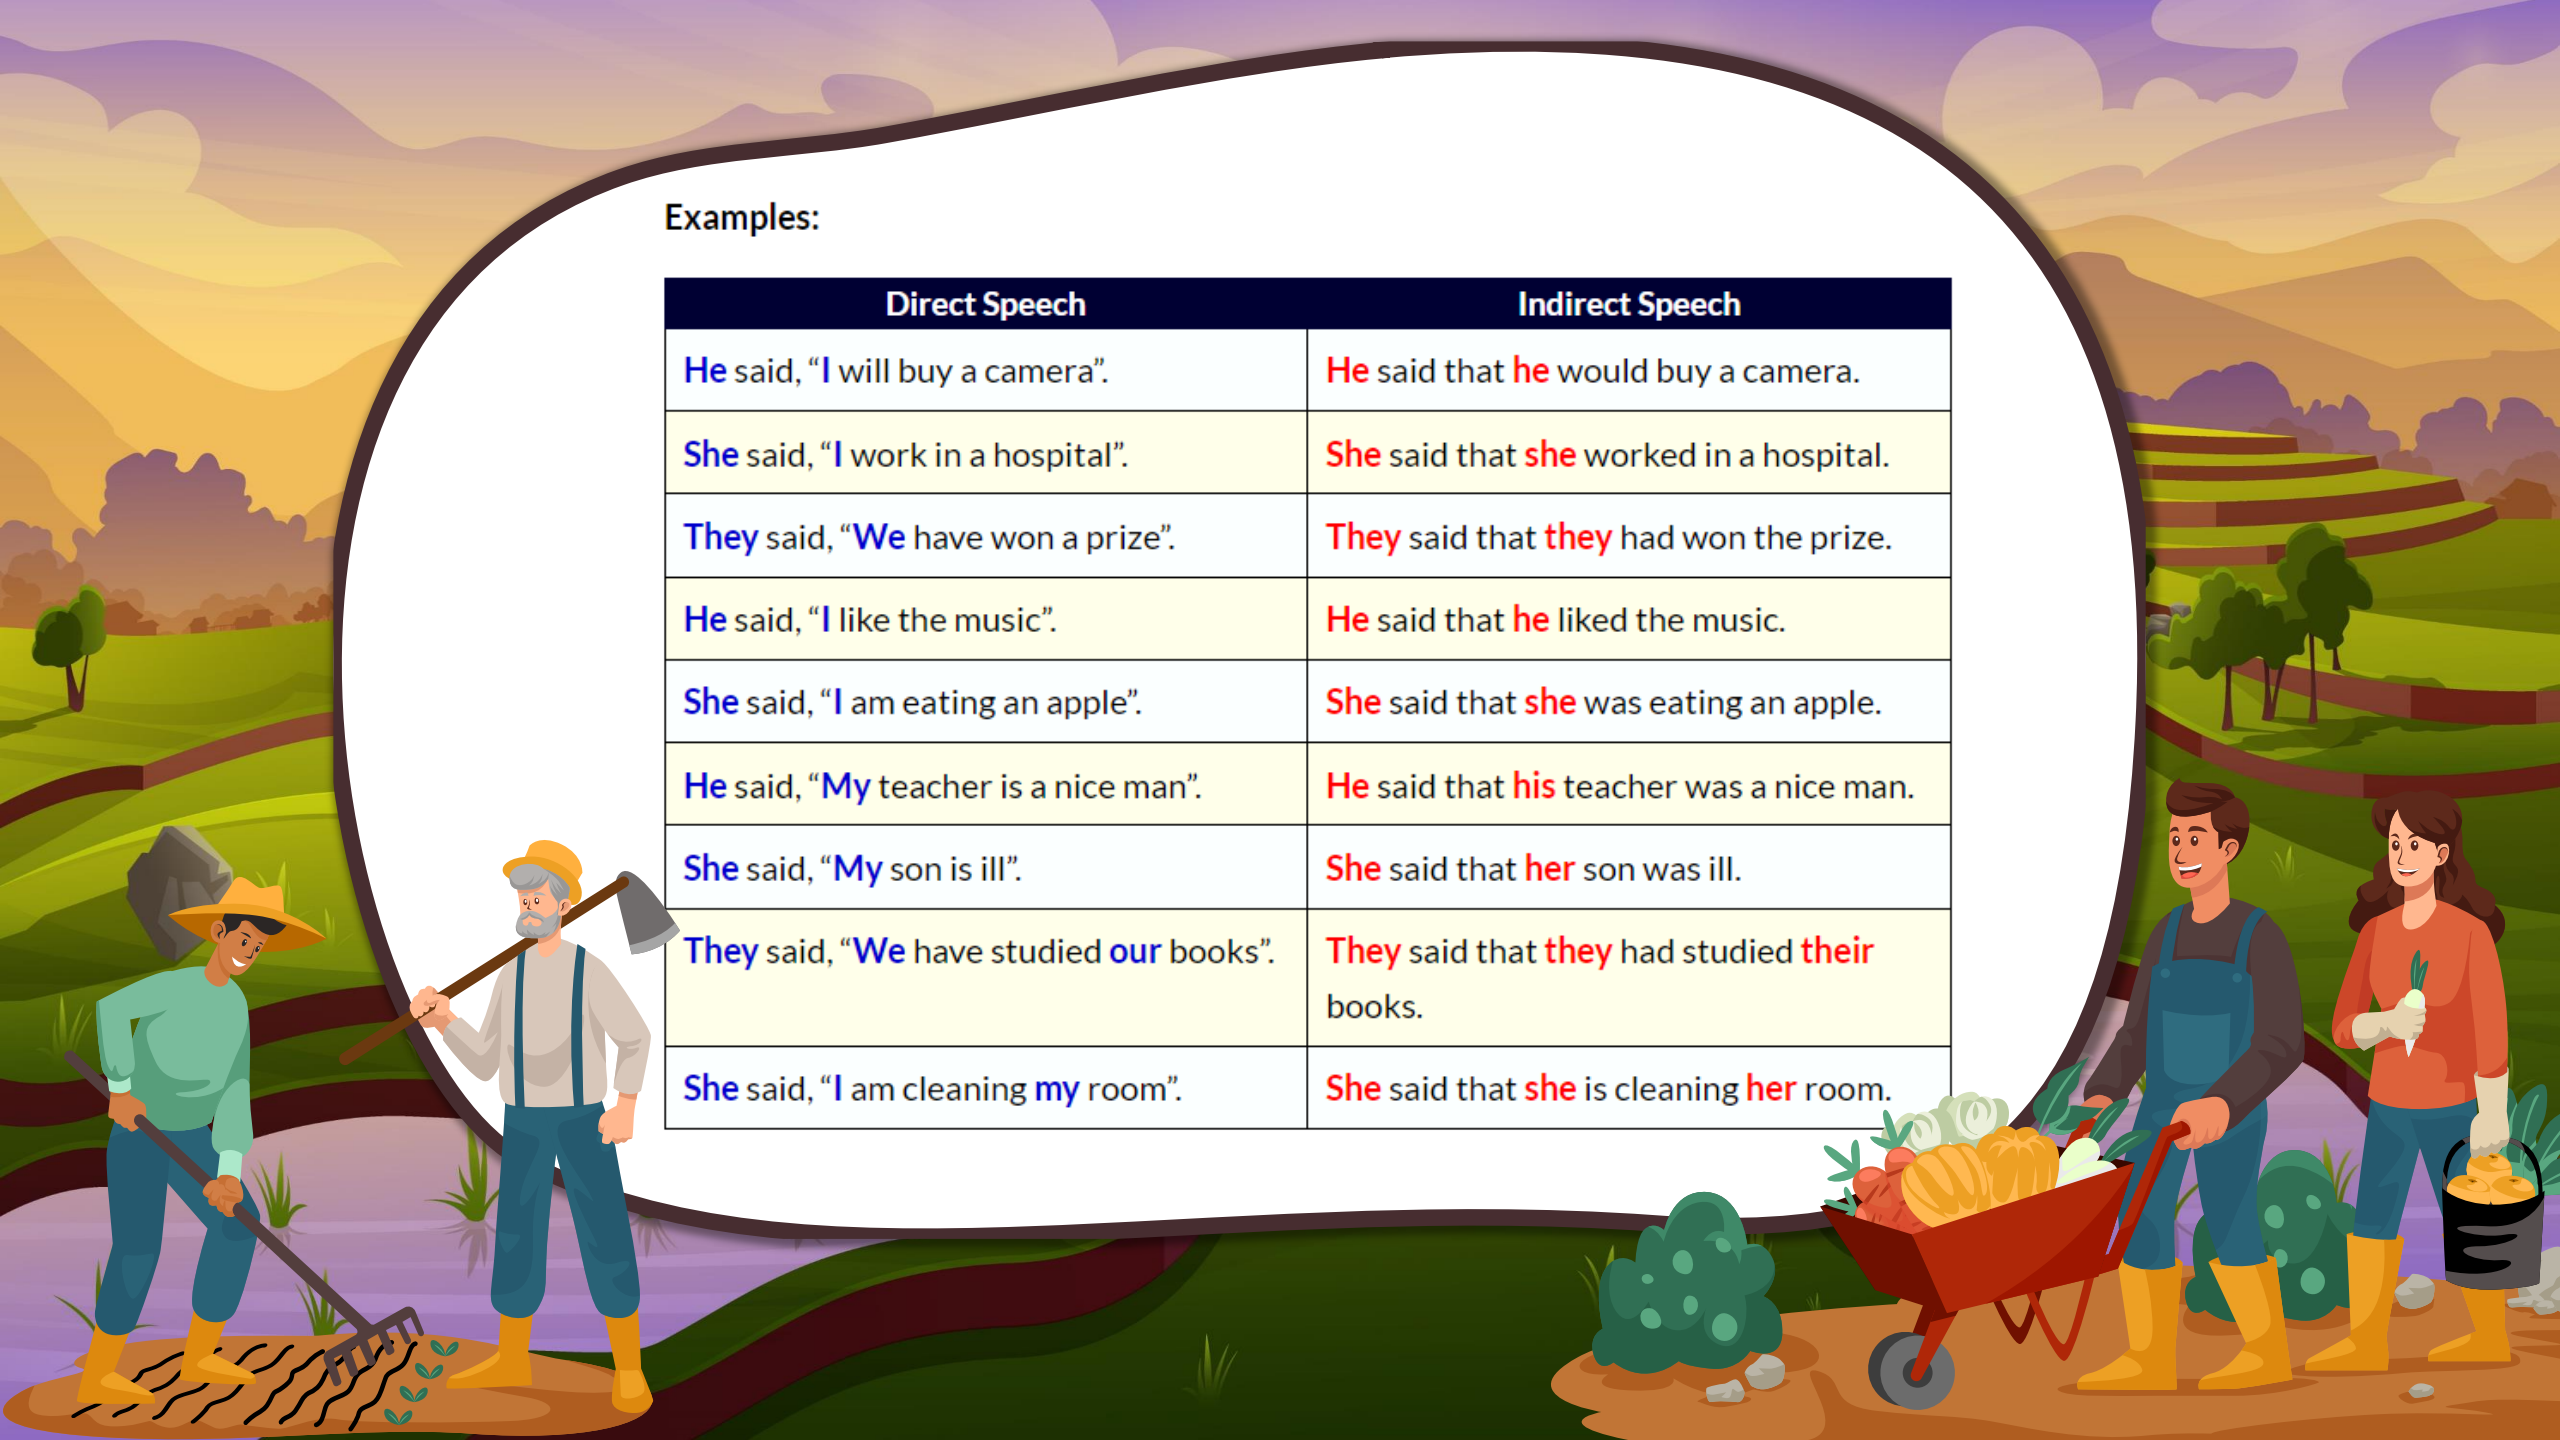 Examples:
Direct Speech Indirect Speech
He said, “I will buy a camera”. He said that he would buy a camera.
She said, “I work in a hospital”. She said that she worked in a hospital.
They said, “We have won a prize”. They said that they had won the prize.
He said, “I like the music”. He said that he liked the music.
She said, “I am eating an apple”. She said that she was eating an apple.
He said, “My teacher is a nice man”. He said that his teacher was a nice man.
She said, “My son is ill”. She said that her son was ill.
They said, “We have studied our books”. They said that they had studied their
books.
She said, “I am cleaning my room”. She said that she is cleaning her room.